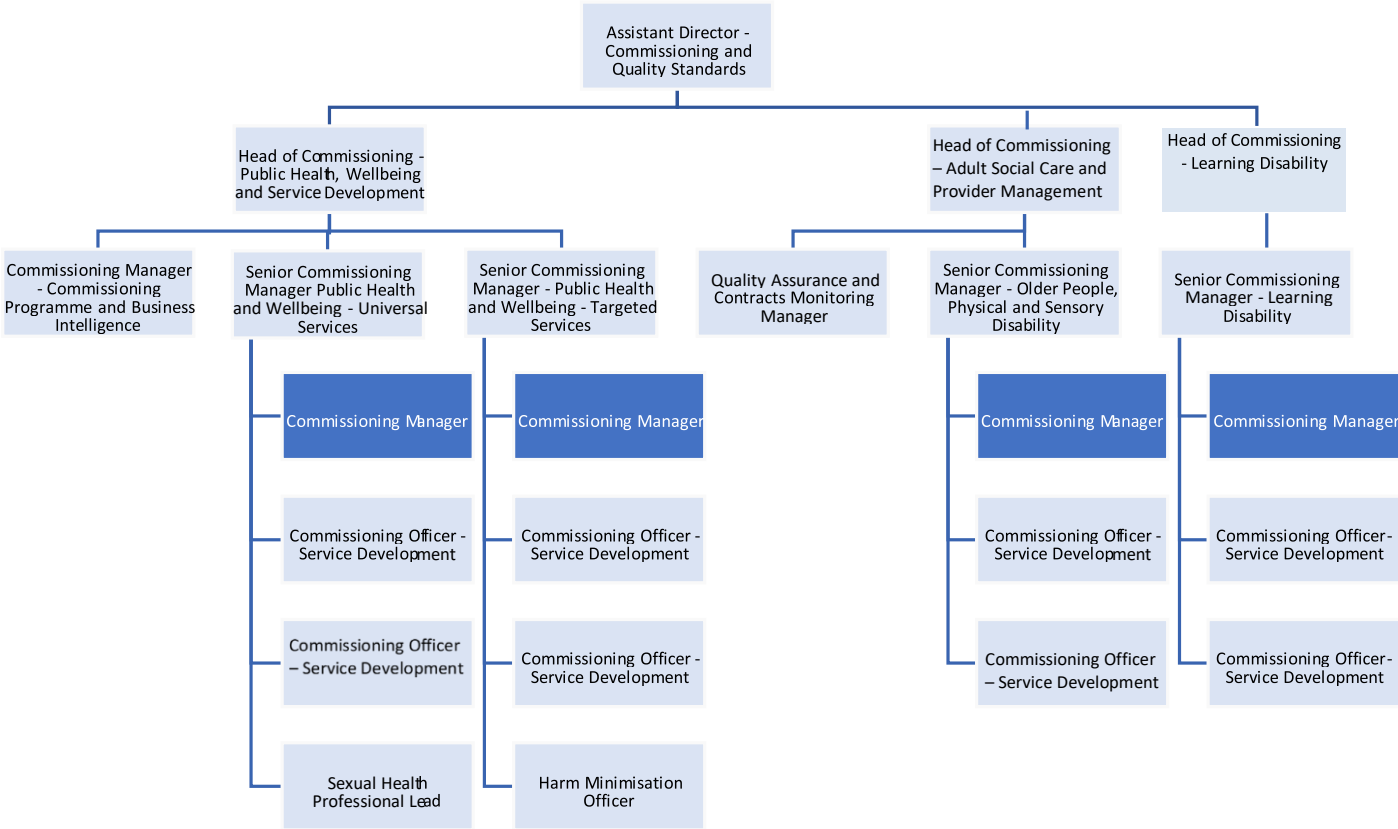 Assistant Director -
Commissioning and
Quality Standards
Head of Commissioning -
Public Health, Wellbeing
and Service Development
Head of Commissioning
– Adult Social Care and
Provider Management
Head of Commissioning
- Learning Disability
Commissioning Manager
- Commissioning
Programme and Business
Intelligence
Senior Commissioning
Manager Public Health
and Wellbeing - Universal
Services
Senior Commissioning
Manager - Public Health
and Wellbeing - Targeted
Services
Quality Assurance and
Contracts Monitoring
Manager
Senior Commissioning
Manager - Older People,
Physical and Sensory
Disability
Senior Commissioning
Manager - Learning
Disability
Commissioning Manager
Commissioning Manager
Commissioning Manager
Commissioning Manager
Commissioning Officer -
Service Development
Commissioning Officer -
Service Development
Commissioning Officer -
Service Development
Commissioning Officer-
Service Development
Commissioning Officer
– Service Development
Commissioning Officer -
Service Development
Commissioning Officer
– Service Development
Commissioning Officer-
Service Development
Sexual Health
Professional Lead
Harm Minimisation
Officer